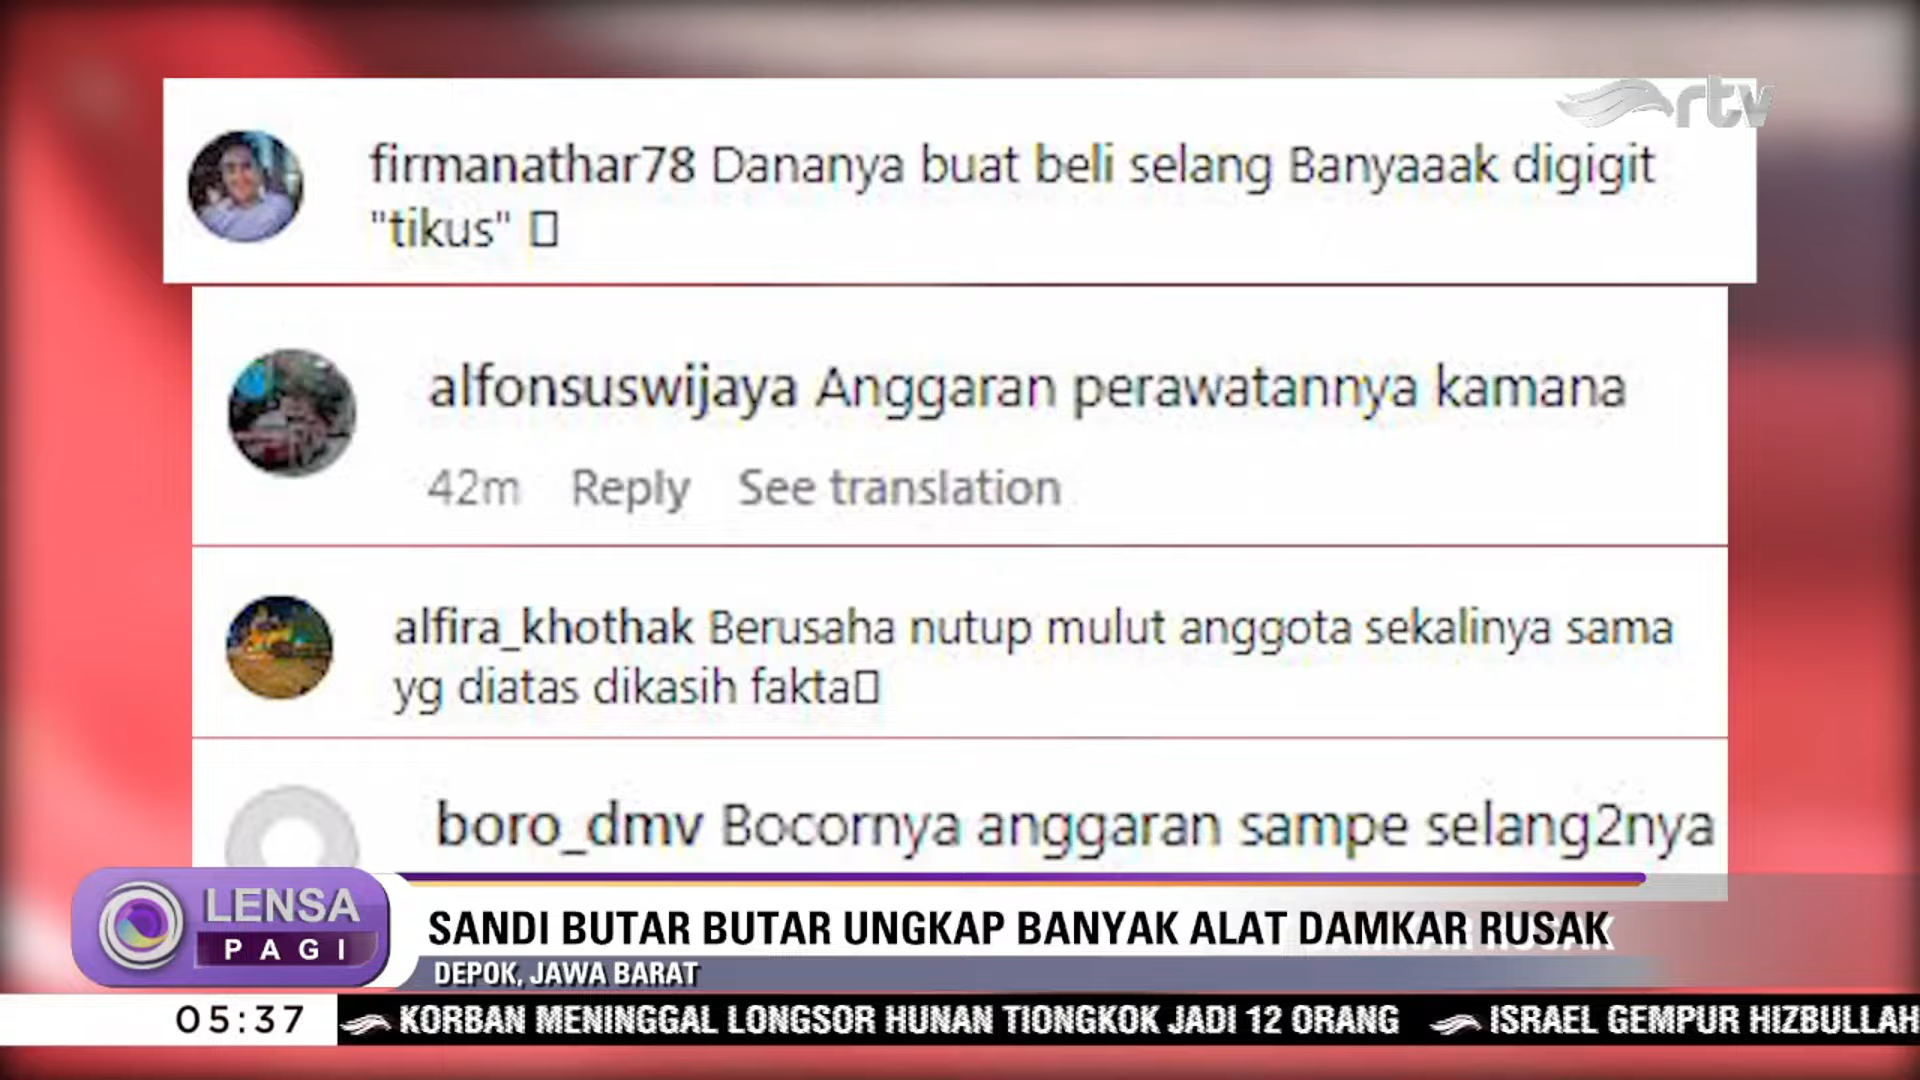 rtv
firmanathar78 Dananya buat beli selang Banyaaak digigit
"tikus"
alfonsuswijaya Anggaran perawatannya kamana
42m Reply See translation
alfira_khothak Berusaha nutup mulut anggota sekalinya sama
yg diatas dikasih fakta
boro_dmv Bocornya anggaran sampe selang2nya
LENSA
PAGI
SANDI BUTAR BUTAR UNGKAP BANYAK ALAT DAMKAR RUSAK
DEPOK, JAWA BARAT
05:37 KORBAN MENINGGAL LONGSOR HUNAN TIONGKOK JADI 12 ORANG ISRAEL GEMPUR HIZBULLAH